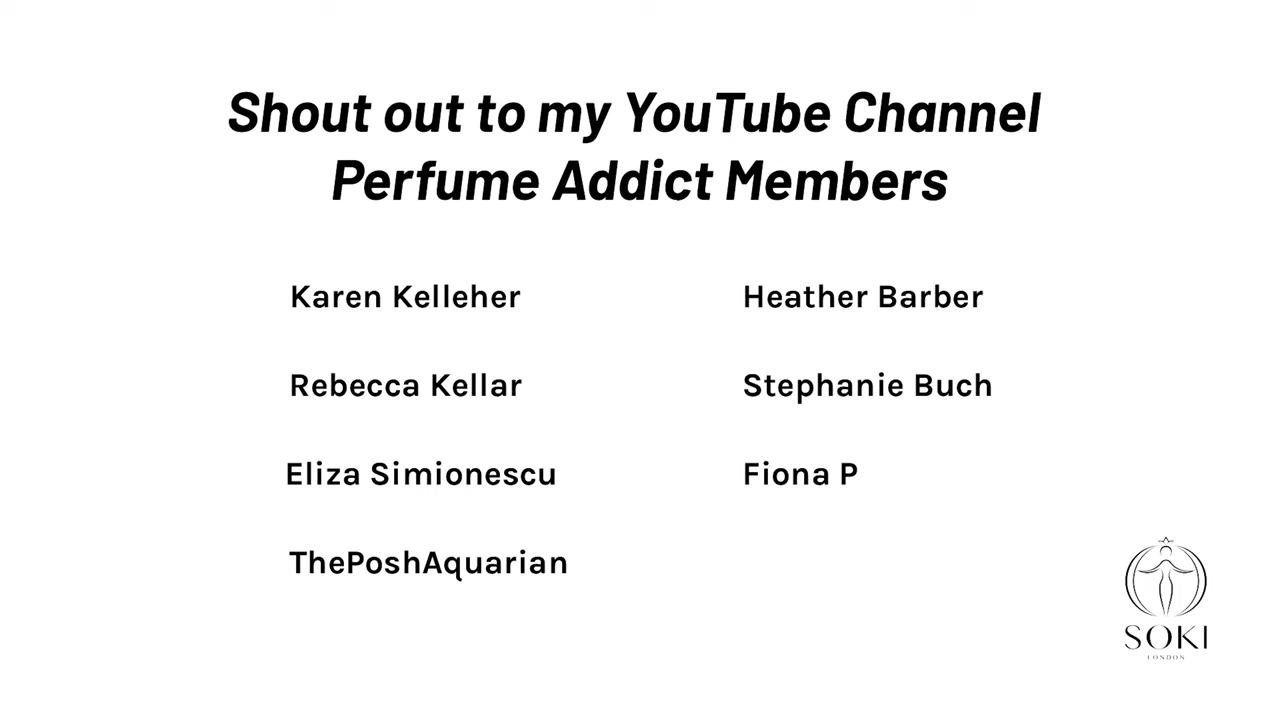 Shout out to my YouTube Channel
Perfume Addict Members
Karen Kelleher
Heather Barber
Rebecca Kellar
Stephanie Buch
Eliza Simionescu
Fiona P
ThePoshAquarian
SOKI
LONDON